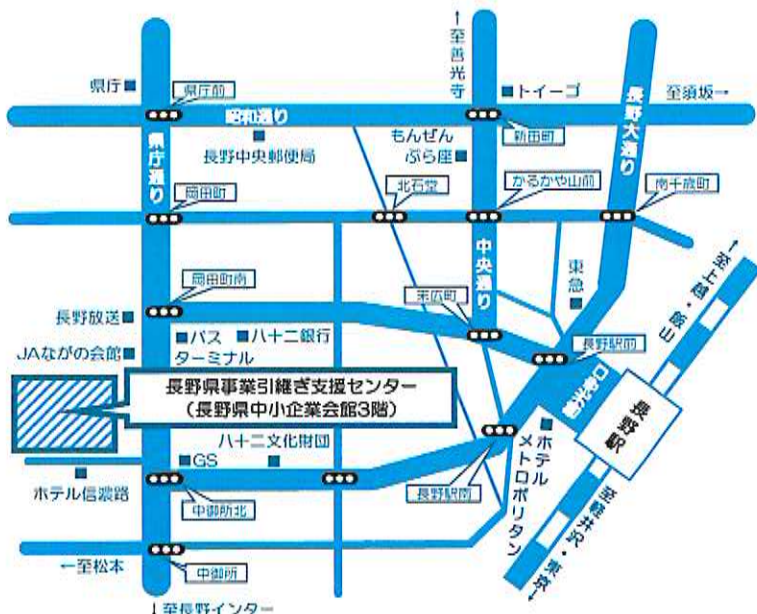 ↑至善光寺
県庁
県庁前
昭和通り
トイーゴ
長野大通り
至須坂→
長野中央郵便局
もんぜん
ぷら座
新田町
県庁通り
岡田町
北石堂
かるかや山前
南千歳町
岡田町南
中央通り
末広町
東急
↑至上越・飯山
長野放送
バス
ターミナル
八十二銀行
長野駅前
JAながの会館
善光寺口
長野駅
長野県事業引継ぎ支援センター
(長野県中小企業会館3階)
八十二文化財団
GS
ホテル
メトロポリタン
ホテル信濃路
中御所北
長野駅南
至軽井沢・東京→
←至松本
中御所
↓至長野インター